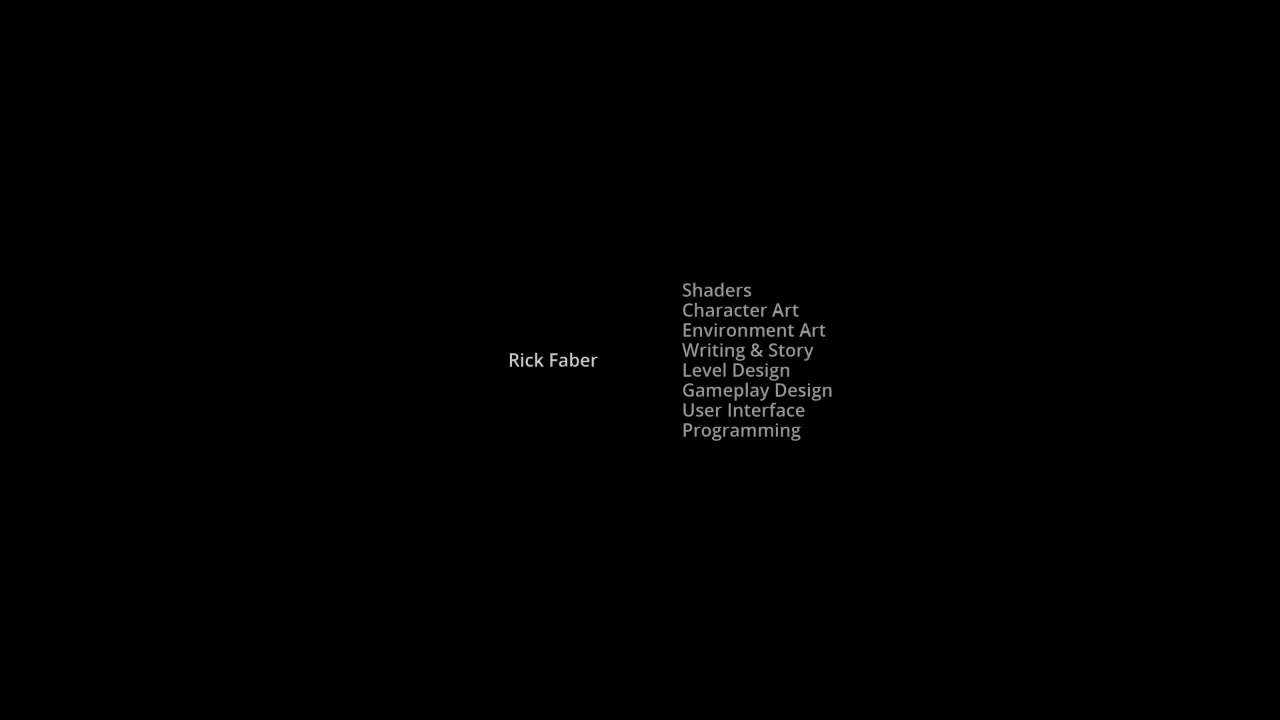 Rick Faber
Shaders
Character Art
Environment Art
Writing & Story
Level Design
Gameplay Design
User Interface
Programming